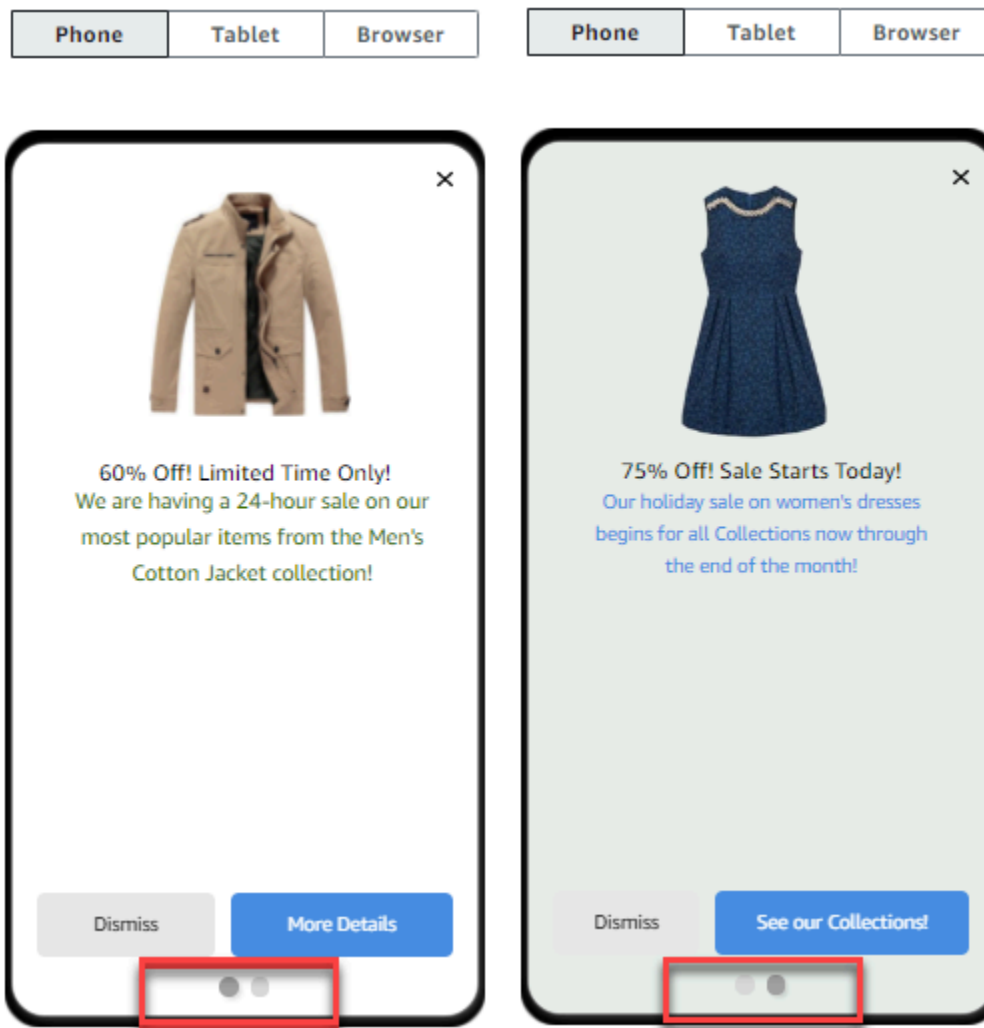 Phone Tablet Browser
60% Off! Limited Time Only!
We are having a 24-hour sale on our
most popular items from the Men's
Cotton Jacket collection!
Dismiss More Details
Phone Tablet Browser
75% Off! Sale Starts Today!
Our holiday sale on women's dresses
begins for all Collections now through
the end of the month!
Dismiss See our Collections!